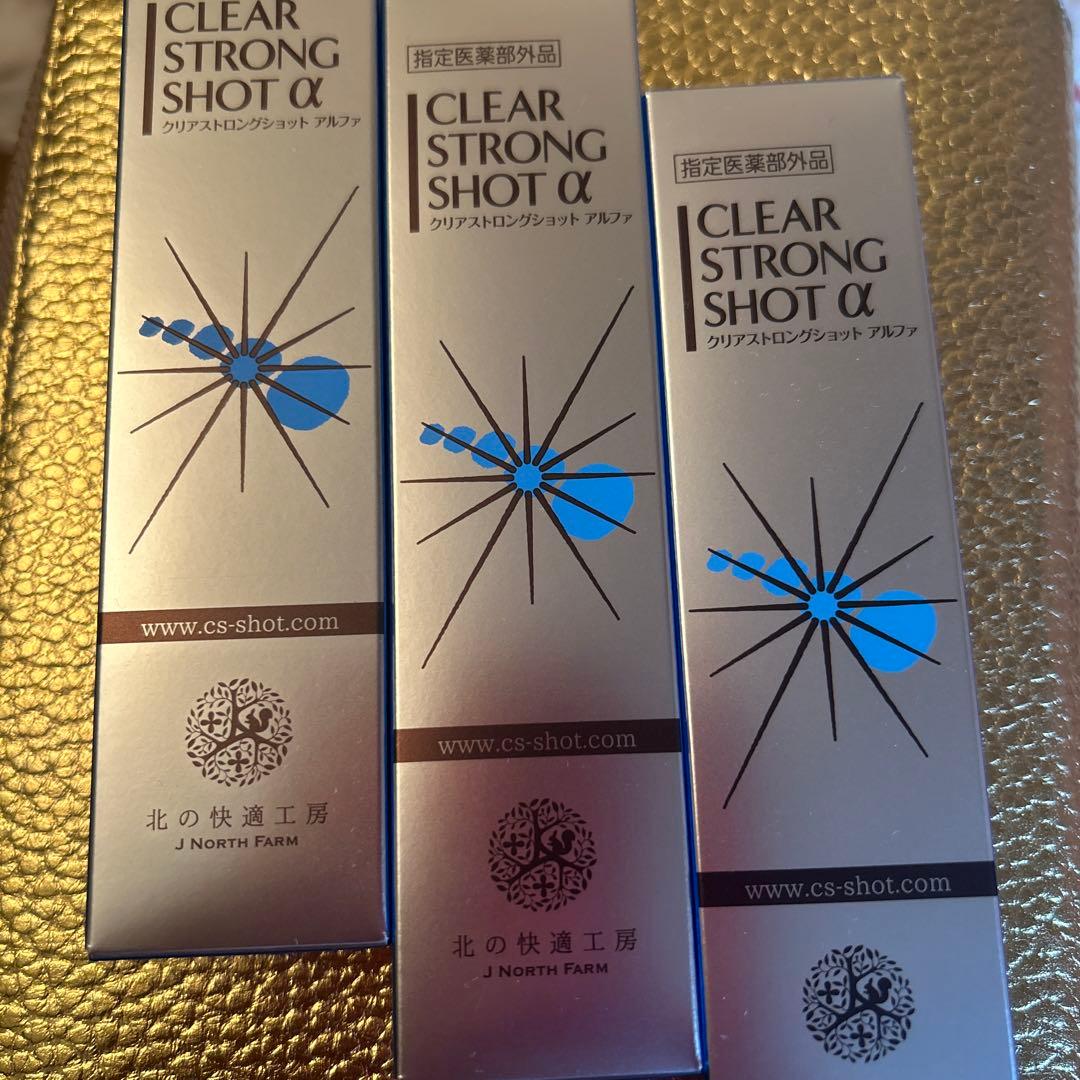 CLEAR
STRONG
SHOT α
クリアストロングショット アルファ
www.cs-shot.com
北の快適工房
J NORTH FARM
指定医薬部外品
CLEAR
STRONG
SHOT α
クリアストロングショット アルファ
www.cs-shot.com
北の快適工房
J NORTH FARM
指定医薬部外品
CLEAR
STRONG
SHOT α
クリアストロングショット アルファ
www.cs-shot.com